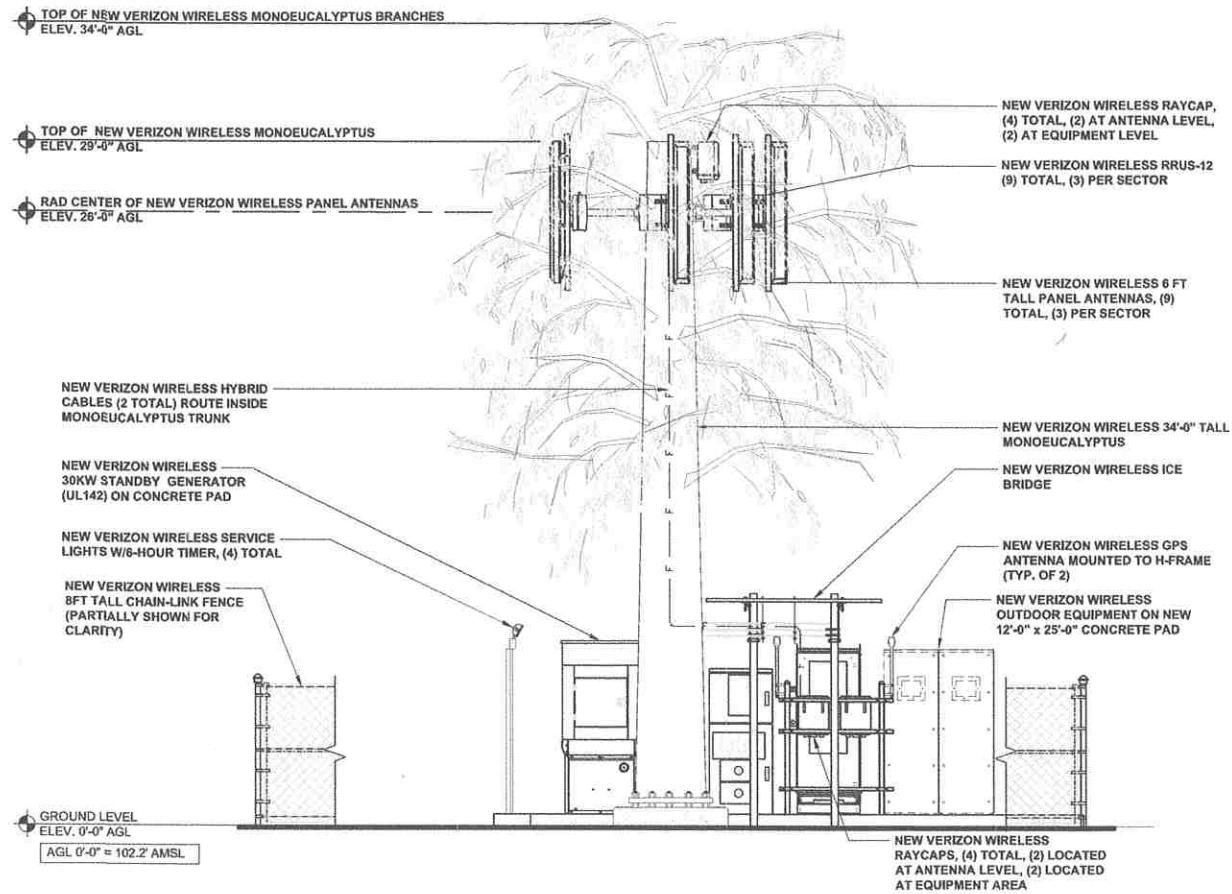 TOP OF NEW VERIZON WIRELESS MONOEUCALYPTUS BRANCHES
ELEV. 34'-0" AGL
TOP OF NEW VERIZON WIRELESS MONOEUCALYPTUS
ELEV. 29'-0" AGL
RAD CENTER OF NEW VERIZON WIRELESS PANEL ANTENNAS
ELEV. 26'-0" AGL
NEW VERIZON WIRELESS RAYCAP,
(4) TOTAL, (2) AT ANTENNA LEVEL,
(2) AT EQUIPMENT LEVEL
NEW VERIZON WIRELESS RRUS-12
(9) TOTAL, (3) PER SECTOR
NEW VERIZON WIRELESS 6 FT
TALL PANEL ANTENNAS, (9)
TOTAL, (3) PER SECTOR
NEW VERIZON WIRELESS HYBRID
CABLES (2 TOTAL) ROUTE INSIDE
MONOEUCALYPTUS TRUNK
NEW VERIZON WIRELESS
30KW STANDBY GENERATOR
(UL142) ON CONCRETE PAD
NEW VERIZON WIRELESS SERVICE
LIGHTS W/6-HOUR TIMER, (4) TOTAL
NEW VERIZON WIRELESS
8FT TALL CHAIN-LINK FENCE
(PARTIALLY SHOWN FOR
CLARITY)
F
F
F
F
F
NEW VERIZON WIRELESS 34'-0" TALL
MONOEUCALYPTUS
NEW VERIZON WIRELESS ICE
BRIDGE
NEW VERIZON WIRELESS GPS
ANTENNA MOUNTED TO H-FRAME
(TYP. OF 2)
NEW VERIZON WIRELESS
OUTDOOR EQUIPMENT ON NEW
12'-0" x 25'-0" CONCRETE PAD
GROUND LEVEL
ELEV. 0'-0" AGL
AGL 0'-0" = 102.2' AMSL
NEW VERIZON WIRELESS
RAYCAPS, (4) TOTAL, (2) LOCATED
AT ANTENNA LEVEL, (2) LOCATED
AT EQUIPMENT AREA